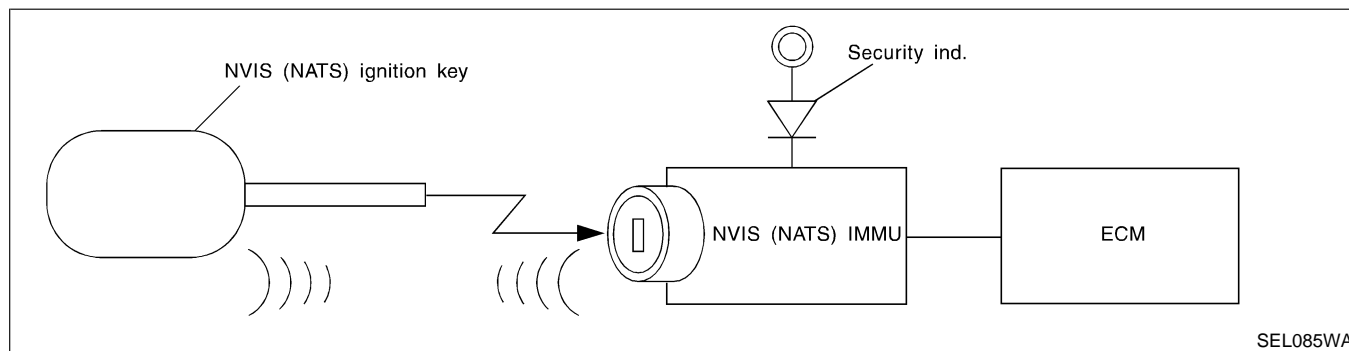 NVIS (NATS) ignition key
Security ind.
NVIS (NATS) IMMU
ECM
SEL085WA